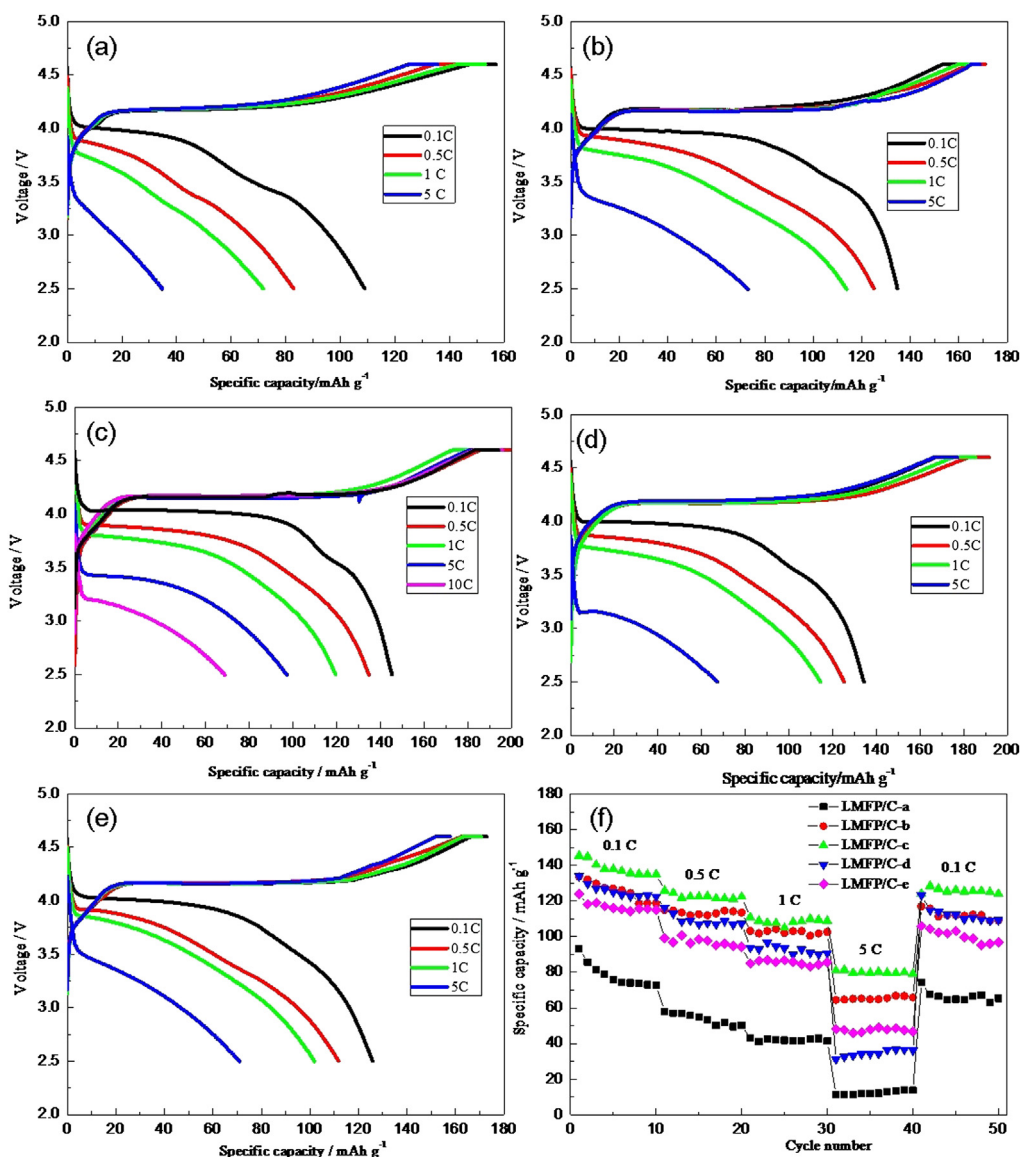 (a)
5.0
4.5
4.0
3.5
3.0
2.5
2.0
Voltage / V
0.1C
0.5C
1 C
5 C
0 20 40 60 80 100 120 140 160
Specific capacity/mAh g-1
(b)
5.0
4.5
4.0
3.5
3.0
2.5
2.0
Voltage / V
0.1C
0.5C
1C
5C
0 20 40 60 80 100 120 140 160 180
Specific capacity/mAh g-1
(c)
5.0
4.5
4.0
3.5
3.0
2.5
2.0
Voltage / V
0.1C
0.5C
1C
5C
10C
0 20 40 60 80 100 120 140 160 180 200
Specific capacity / mAh g-1
(d)
5.0
4.5
4.0
3.5
3.0
2.5
2.0
Voltage / V
0.1C
0.5C
1C
5C
0 20 40 60 80 100 120 140 160 180 200
Specific capacity/mAh g-1
(e)
5.0
4.5
4.0
3.5
3.0
2.5
2.0
Voltage / V
0.1C
0.5C
1C
5C
0 20 40 60 80 100 120 140 160 180
Specific capacity/mAh g-1
(f)
180
160
140
120
100
80
60
40
20
0
Specific capacity / mAh g-1
LMFP/C-a
LMFP/C-b
LMFP/C-c
LMFP/C-d
LMFP/C-e
0.1 C
0.5 C
1 C
5 C
0.1 C
0 10 20 30 40 50
Cycle number